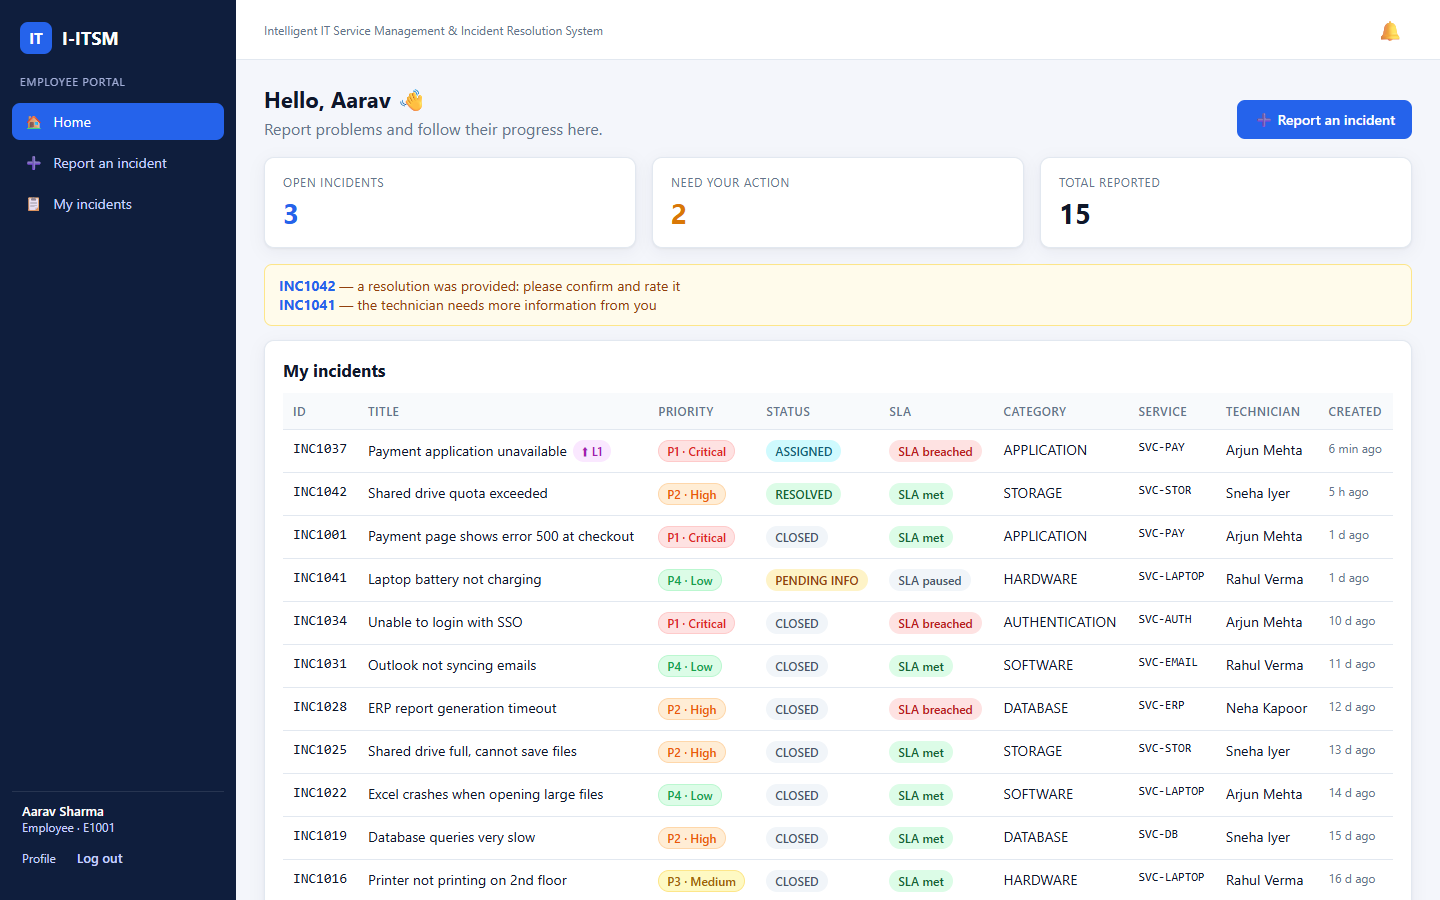 IT I-ITSM
EMPLOYEE PORTAL
Home
Report an incident
My incidents
Aarav Sharma
Employee · E1001
Profile Log out
Intelligent IT Service Management & Incident Resolution System
Hello, Aarav 👋
Report problems and follow their progress here.
➕ Report an incident
OPEN INCIDENTS
3
NEED YOUR ACTION
2
TOTAL REPORTED
15
INC1042 — a resolution was provided: please confirm and rate it
INC1041 — the technician needs more information from you
My incidents
ID TITLE PRIORITY STATUS SLA CATEGORY SERVICE TECHNICIAN CREATED
INC1037 Payment application unavailable ⬆ L1 P1 · Critical ASSIGNED SLA breached APPLICATION SVC-PAY Arjun Mehta 6 min ago
INC1042 Shared drive quota exceeded P2 · High RESOLVED SLA met STORAGE SVC-STOR Sneha Iyer 5 h ago
INC1001 Payment page shows error 500 at checkout P1 · Critical CLOSED SLA met APPLICATION SVC-PAY Arjun Mehta 1 d ago
INC1041 Laptop battery not charging P4 · Low PENDING INFO SLA paused HARDWARE SVC-LAPTOP Rahul Verma 1 d ago
INC1034 Unable to login with SSO P1 · Critical CLOSED SLA breached AUTHENTICATION SVC-AUTH Arjun Mehta 10 d ago
INC1031 Outlook not syncing emails P4 · Low CLOSED SLA met SOFTWARE SVC-EMAIL Rahul Verma 11 d ago
INC1028 ERP report generation timeout P2 · High CLOSED SLA breached DATABASE SVC-ERP Neha Kapoor 12 d ago
INC1025 Shared drive full, cannot save files P2 · High CLOSED SLA met STORAGE SVC-STOR Sneha Iyer 13 d ago
INC1022 Excel crashes when opening large files P4 · Low CLOSED SLA met SOFTWARE SVC-LAPTOP Arjun Mehta 14 d ago
INC1019 Database queries very slow P2 · High CLOSED SLA met DATABASE SVC-DB Sneha Iyer 15 d ago
INC1016 Printer not printing on 2nd floor P3 · Medium CLOSED SLA met HARDWARE SVC-LAPTOP Rahul Verma 16 d ago